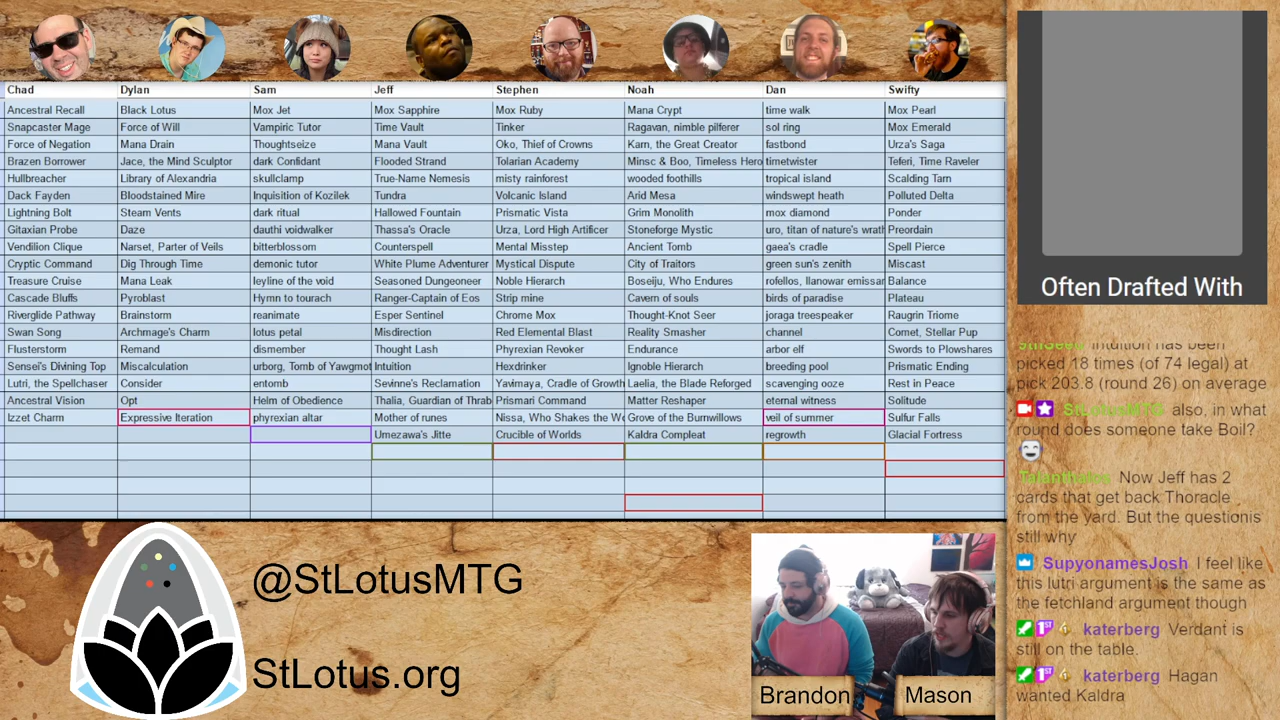 Chad Dylan Sam Jeff Stephen Noah Dan Swifty
Ancestral Recall Black Lotus Mox Jet Mox Sapphire Mox Ruby Mana Crypt time walk Mox Pearl
Snapcaster Mage Force of Will Vampiric Tutor Time Vault Tinker Ragavan, nimble pilferer sol ring Mox Emerald
Force of Negation Mana Drain Thoughtseize Mana Vault Oko, Thief of Crowns Karn, the Great Creator fastbond Urza's Saga
Brazen Borrower Jace, the Mind Sculptor dark Confidant Flooded Strand Tolarian Academy Minsc & Boo, Timeless Hero timetwister Teferi, Time Raveler
Hullbreacher Library of Alexandria skullclamp True-Name Nemesis misty rainforest wooded foothills tropical island Scalding Tarn
Dack Fayden Bloodstained Mire Inquisition of Kozilek Tundra Volcanic Island Arid Mesa windswept heath Polluted Delta
Lightning Bolt Steam Vents dark ritual Hallowed Fountain Prismatic Vista Grim Monolith mox diamond Ponder
Gitaxian Probe Daze dauthi voidwalker Thassa's Oracle Urza, Lord High Artificer Stoneforge Mystic uro, titan of nature's wrath Preordain
Vendilion Clique Narset, Parter of Veils bitterblossom Counterspell Mental Misstep Ancient Tomb gaea's cradle Spell Pierce
Cryptic Command Dig Through Time demonic tutor White Plume Adventurer Mystical Dispute City of Traitors green sun's zenith Miscast
Treasure Cruise Mana Leak leyline of the void Seasoned Dungeoneer Noble Hierarch Boseiju, Who Endures rofellos, llanowar emissar Balance
Cascade Bluffs Pyroblast Hymn to tourach Ranger-Captain of Eos Strip mine Cavern of souls birds of paradise Plateau
Riverglide Pathway Brainstorm reanimate Esper Sentinel Chrome Mox Thought-Knot Seer joraga treespeaker Raugrin Triome
Swan Song Archmage's Charm lotus petal Misdirection Red Elemental Blast Reality Smasher channel Comet, Stellar Pup
Flusterstorm Remand dismember Thought Lash Phyrexian Revoker Endurance arbor elf Swords to Plowshares
Sensei's Divining Top Miscalculation urborg, Tomb of Yawgmot Intuition Hexdrinker Ignoble Hierarch breeding pool Prismatic Ending
Lutri, the Spellchaser Consider entomb Sevinne's Reclamation Yavimaya, Cradle of Growth Laelia, the Blade Reforged scavenging ooze Rest in Peace
Ancestral Vision Opt Helm of Obedience Thalia, Guardian of Thrab Prismari Command Matter Reshaper eternal witness Solitude
Izzet Charm Expressive Iteration phyrexian altar Mother of runes Nissa, Who Shakes the Wo Grove of the Burnwillows veil of summer Sulfur Falls
Umezawa's Jitte Crucible of Worlds Kaldra Compleat regrowth Glacial Fortress
@StLotusMTG
StLotus.org
Brandon Mason
Often Drafted With
Intuition has been
picked 18 times (of 74 legal) at
pick 203.8 (round 26) on average
StLotusMTG also, in what
round does someone take Boil?
Now Jeff has 2
cards that get back Thoracle
from the yard. But the questionis
still why
SupyonamesJosh I feel like
this lutri argument is the same as
the fetchland argument though
katerberg Verdant is
still on the table.
katerberg Hagan
wanted Kaldra